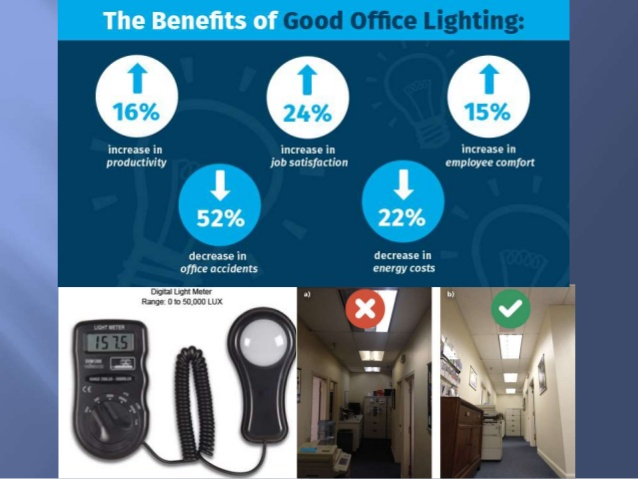 The Benefits of Good Office Lighting:
16%
increase in
productivity
24%
increase in
job satisfaction
15%
increase in
employee comfort
52%
decrease in
office accidents
22%
decrease in
energy costs
Digital Light Meter
Range: 0 to 50,000 LUX
LIGHT METER
157.5
CE
a)
b)